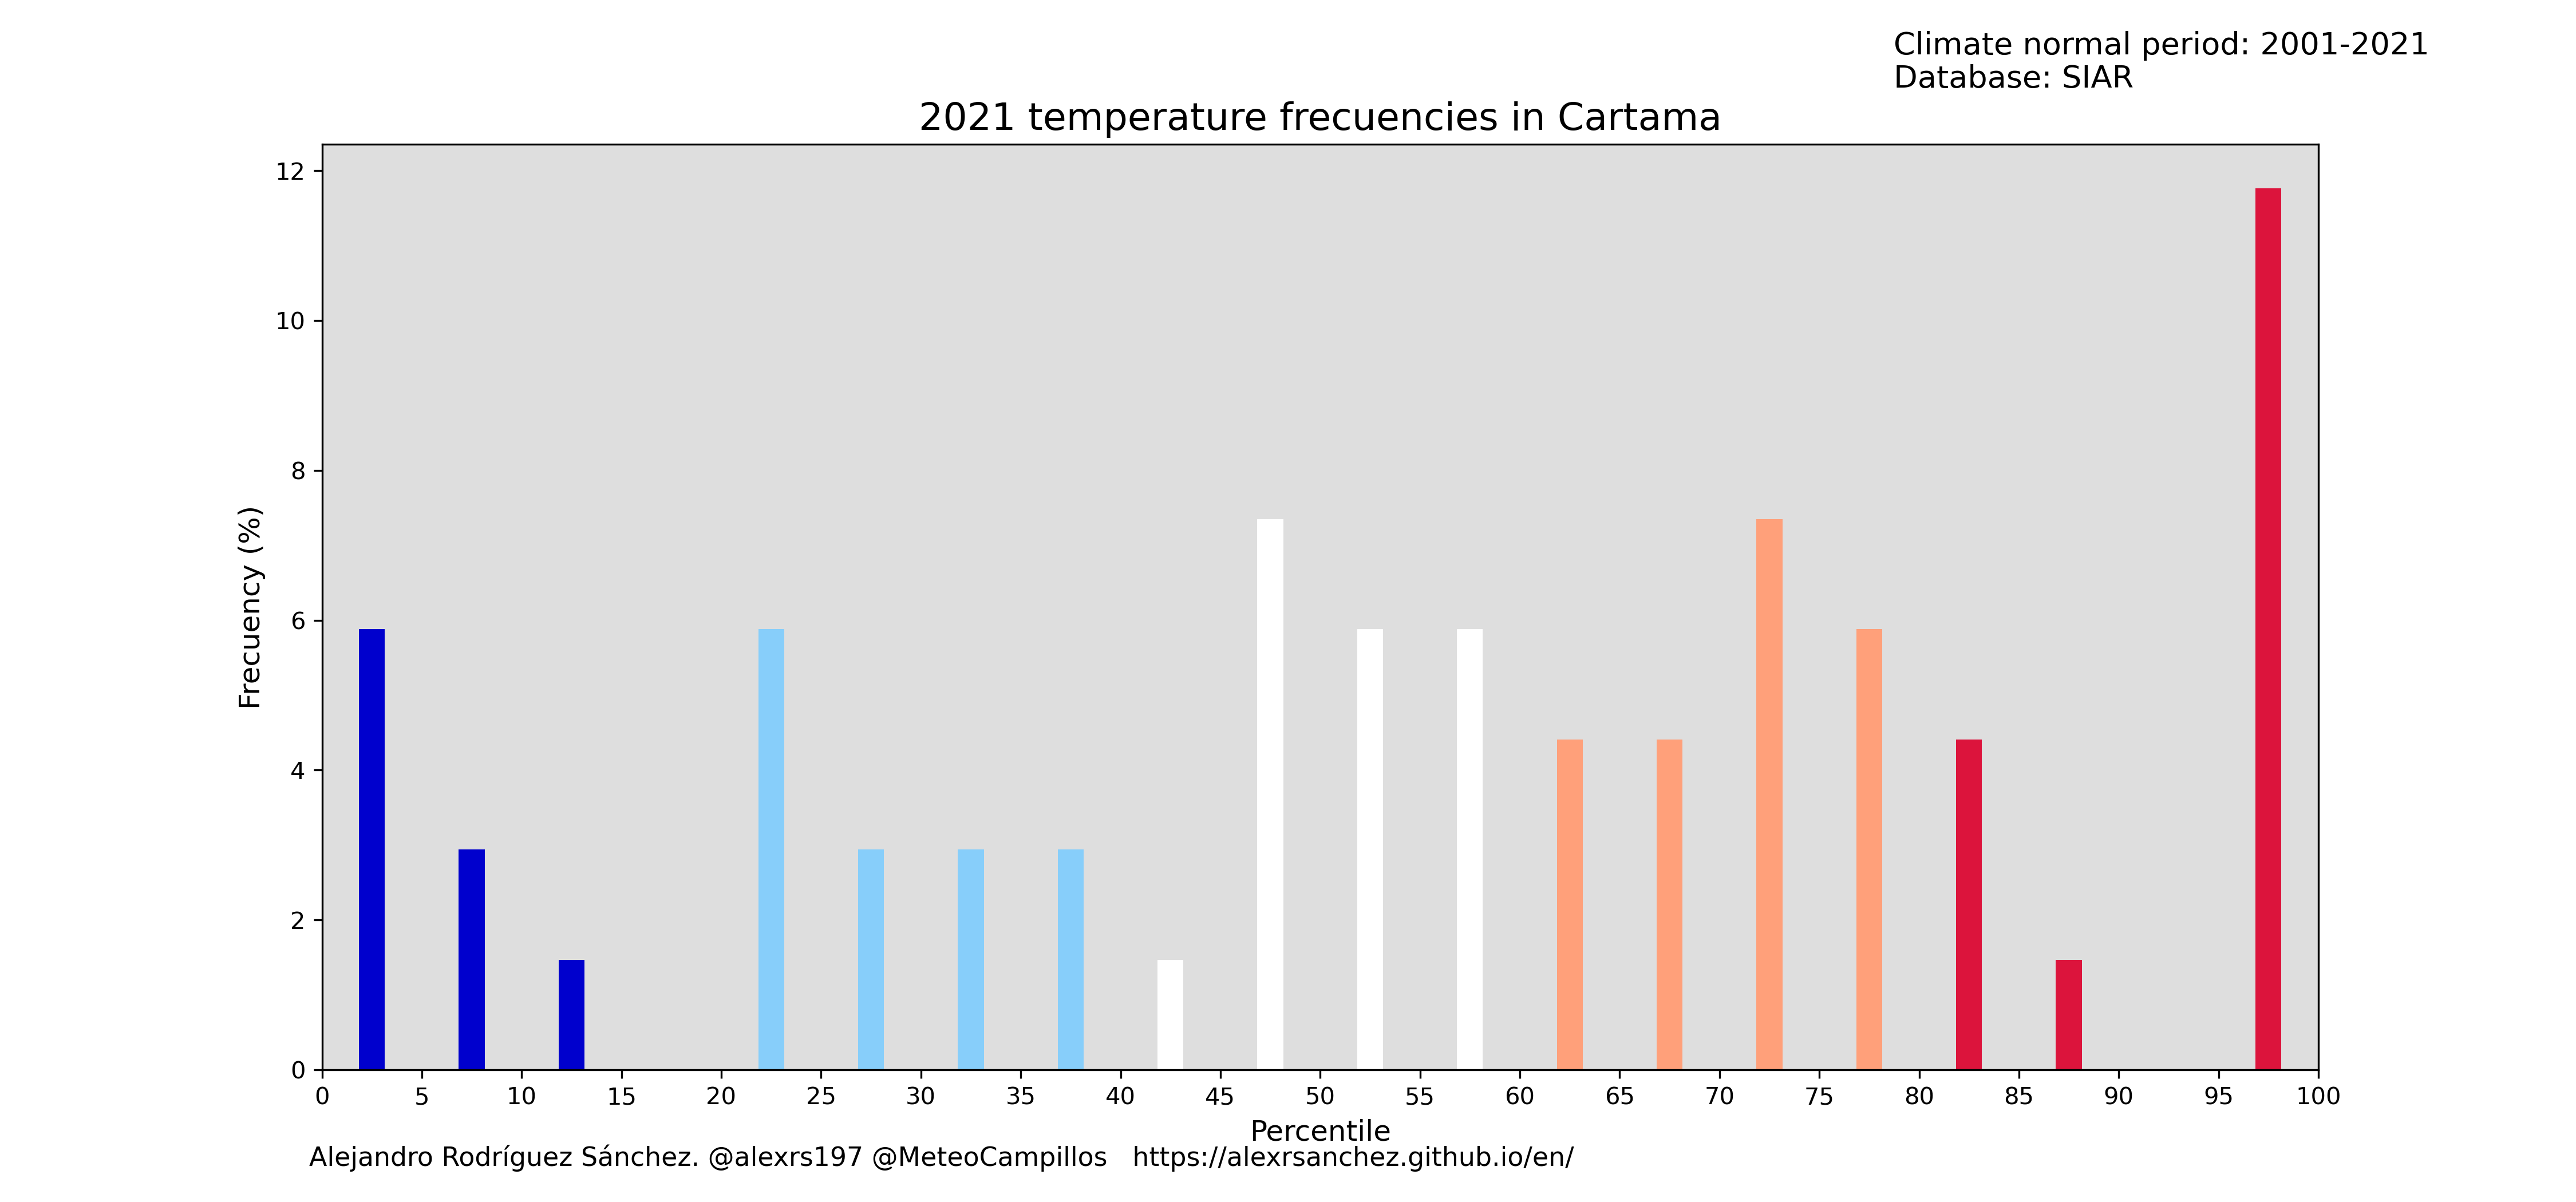 Climate normal period: 2001-2021
Database: SIAR
2021 temperature frecuencies in Cartama
12
10
8
6
4
2
0
Frecuency (%)
0 5 10 15 20 25 30 35 40 45 50 55 60 65 70 75 80 85 90 95 100
Percentile
Alejandro Rodríguez Sánchez. @alexrs197 @MeteoCampillos https://alexrsanchez.github.io/en/